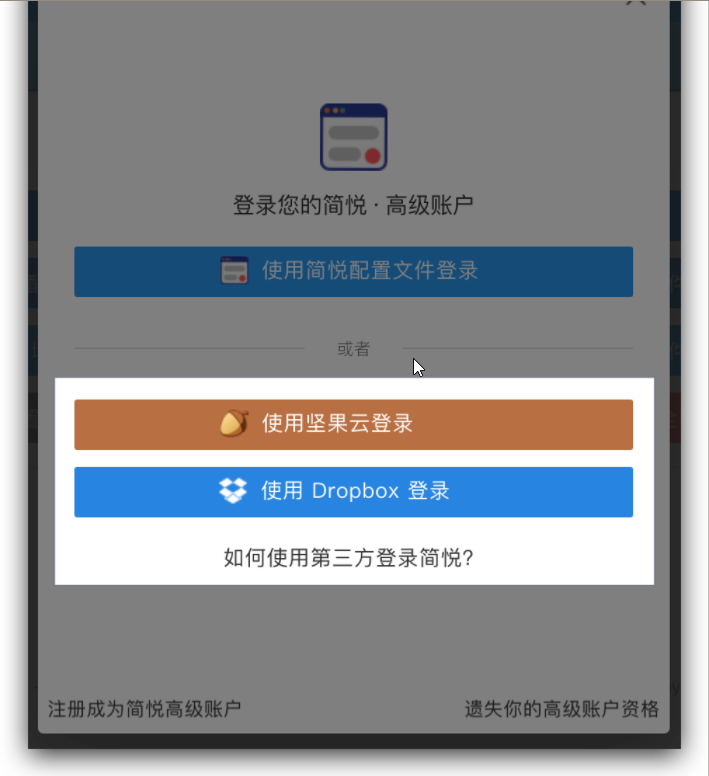 登录您的简悦 · 高级账户
使用简悦配置文件登录
或者
使用坚果云登录
使用 Dropbox 登录
如何使用第三方登录简悦?
注册成为简悦高级账户
遗失你的高级账户资格